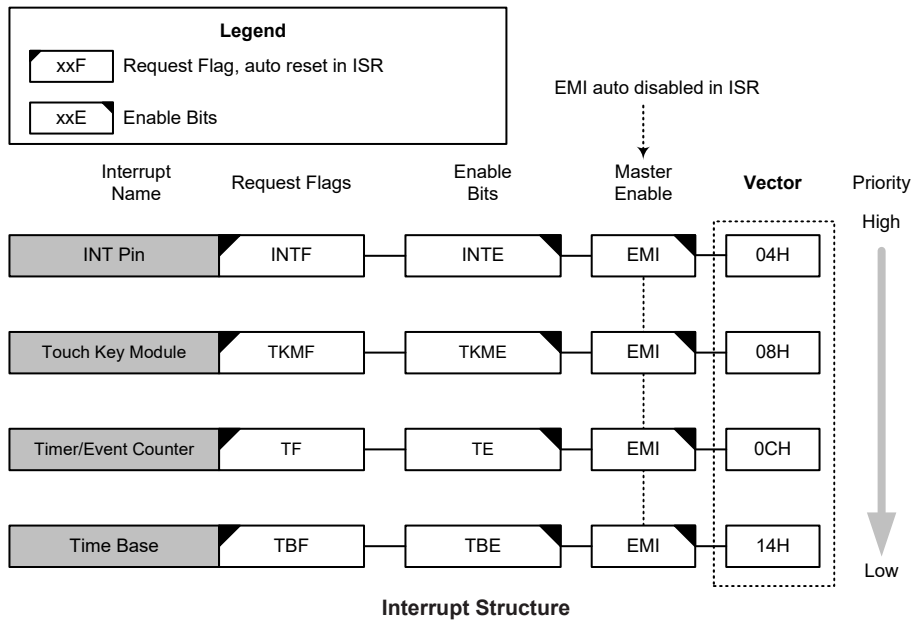 Legend
xxF Request Flag, auto reset in ISR
xxE Enable Bits
EMI auto disabled in ISR
Interrupt Name Request Flags Enable Bits Master Enable Vector Priority
High
INT Pin INTF INTE EMI 04H
Touch Key Module TKMF TKME EMI 08H
Timer/Event Counter TF TE EMI 0CH
Time Base TBF TBE EMI 14H
Low
Interrupt Structure